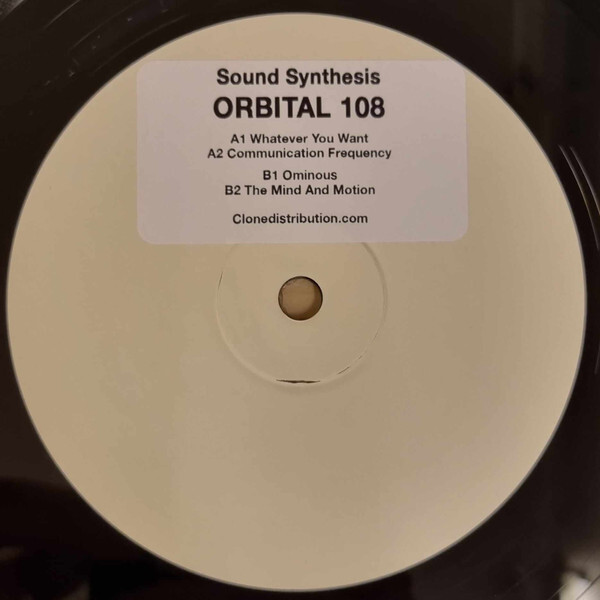 Sound Synthesis
ORBITAL 108
A1 Whatever You Want
A2 Communication Frequency
B1 Ominous
B2 The Mind And Motion
Clonedistribution.com